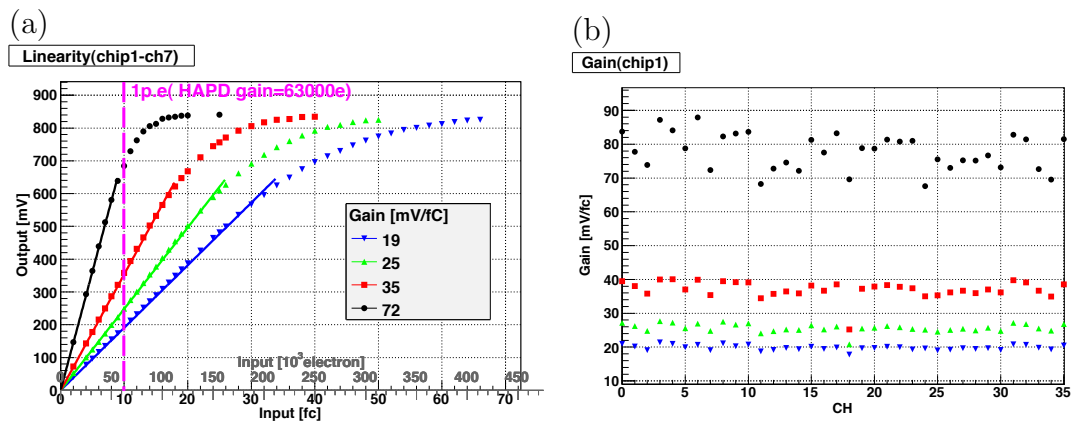 (a)
Linearity(chip1-ch7)
1p.e( HAPD gain=63000e)
900
800
700
600
500
400
300
200
100
0
Output [mV]
Gain [mV/fC]
19
25
35
72
Input [10³electron]
0 50 100 150 200 250 300 350 400 450
0 10 20 30 40 50 60 70
Input [fc]
(b)
Gain(chip1)
90
80
70
60
50
40
30
20
10
Gain [mV/fC]
0 5 10 15 20 25 30 35
CH